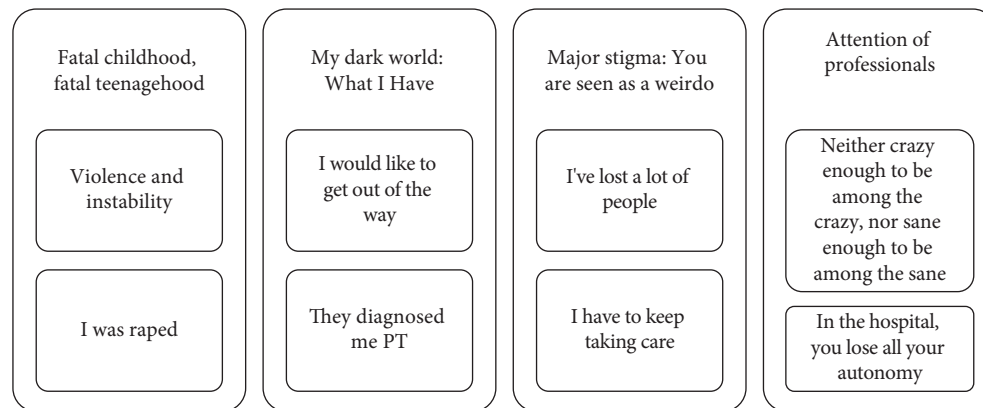 Fatal childhood,
fatal teenagehood
Violence and
instability
I was raped
My dark world:
What I Have
I would like to
get out of the
way
They diagnosed
me PT
Major stigma: You
are seen as a weirdo
I've lost a lot of
people
I have to keep
taking care
Attention of
professionals
Neither crazy
enough to be
among the
crazy, nor sane
enough to be
among the sane
In the hospital,
you lose all your
autonomy